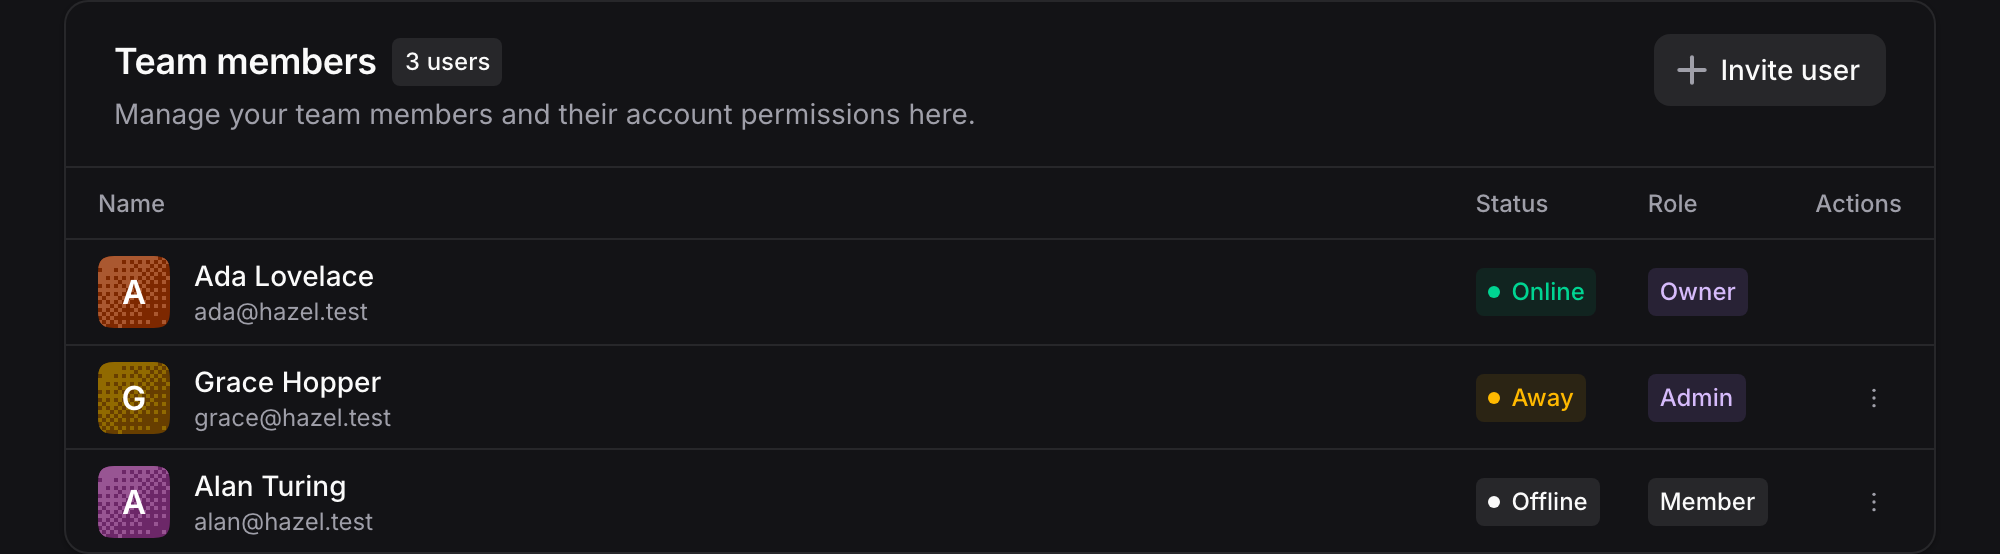 Team members 3 users
Invite user
Manage your team members and their account permissions here.
Name Status Role Actions
A Ada Lovelace Online Owner
ada@hazel.test
G Grace Hopper Away Admin
grace@hazel.test
A Alan Turing Offline Member
alan@hazel.test